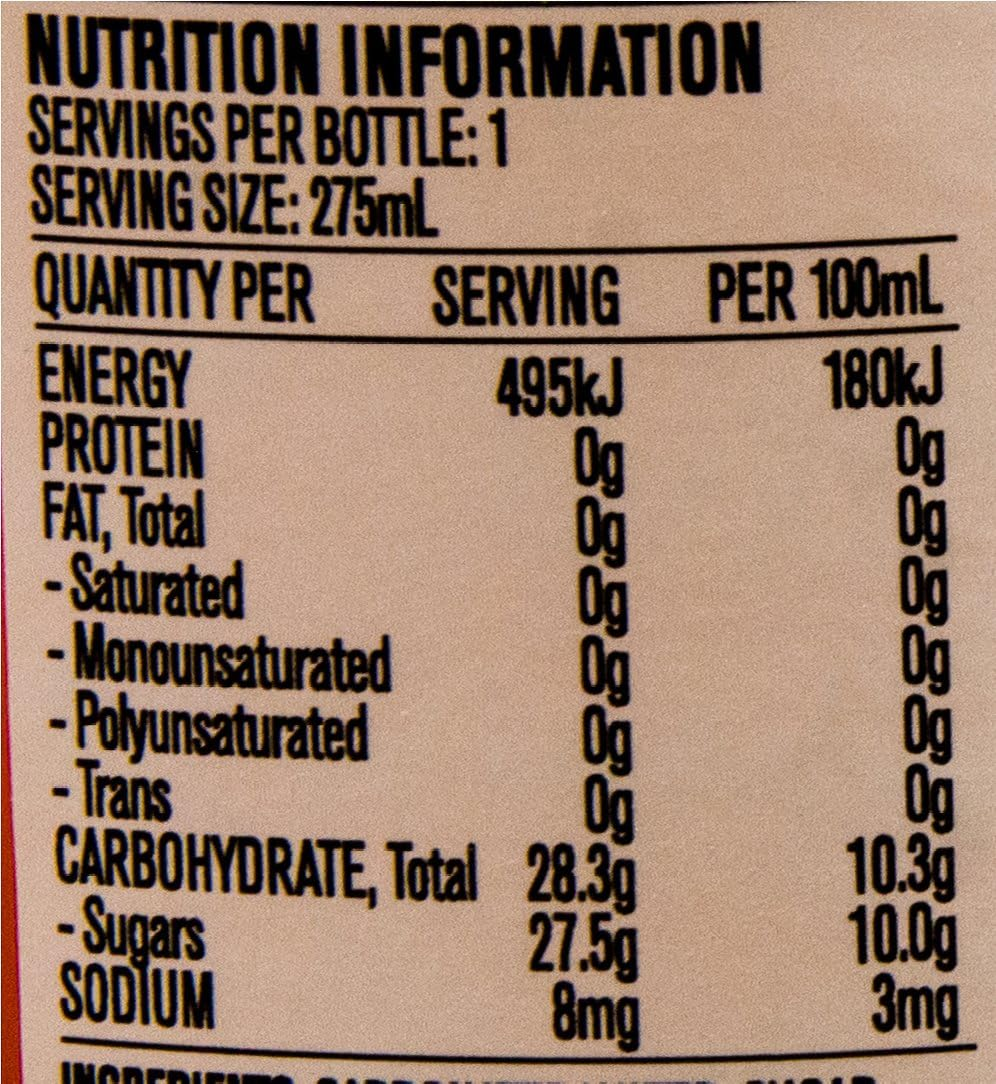 NUTRITION INFORMATION
SERVINGS PER BOTTLE: 1
SERVING SIZE: 275mL
QUANTITY PER SERVING PER 100mL
ENERGY 495kJ 180kJ
PROTEIN 0g 0g
FAT, Total 0g 0g
- Saturated 0g 0g
- Monounsaturated 0g 0g
- Polyunsaturated 0g 0g
- Trans 0g 0g
CARBOHYDRATE, Total 28.3g 10.3g
- Sugars 27.5g 10.0g
SODIUM 8mg 3mg